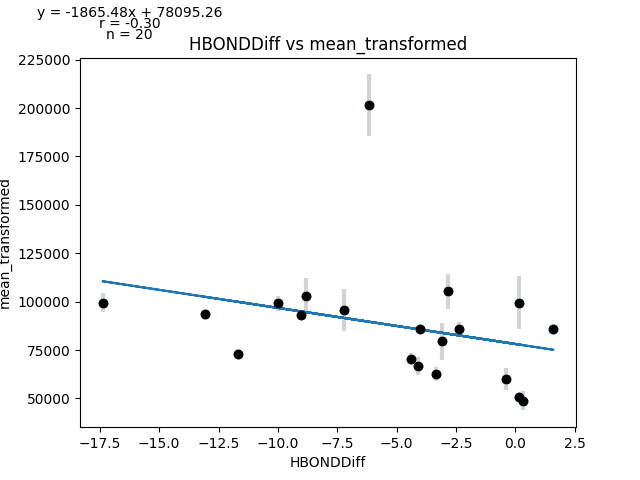 y = -1865.48x + 78095.26
r = -0.30
n = 20
HBONDDiff vs mean_transformed
225000
200000
175000
150000
125000
100000
75000
50000
mean_transformed
−17.5 −15.0 −12.5 −10.0 −7.5 −5.0 −2.5 0.0 2.5
HBONDDiff